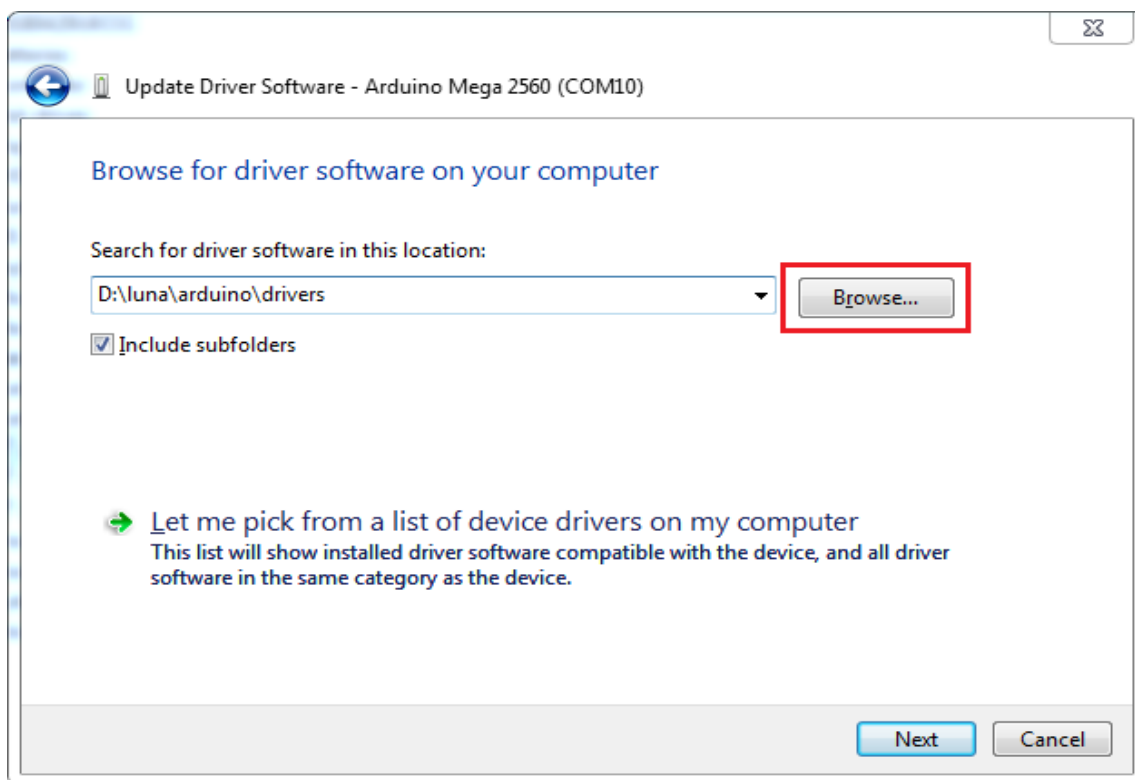 Update Driver Software - Arduino Mega 2560 (COM10)
Browse for driver software on your computer
Search for driver software in this location:
D:\luna\arduino\drivers
Browse...
Include subfolders
Let me pick from a list of device drivers on my computer
This list will show installed driver software compatible with the device, and all driver
software in the same category as the device.
Next
Cancel